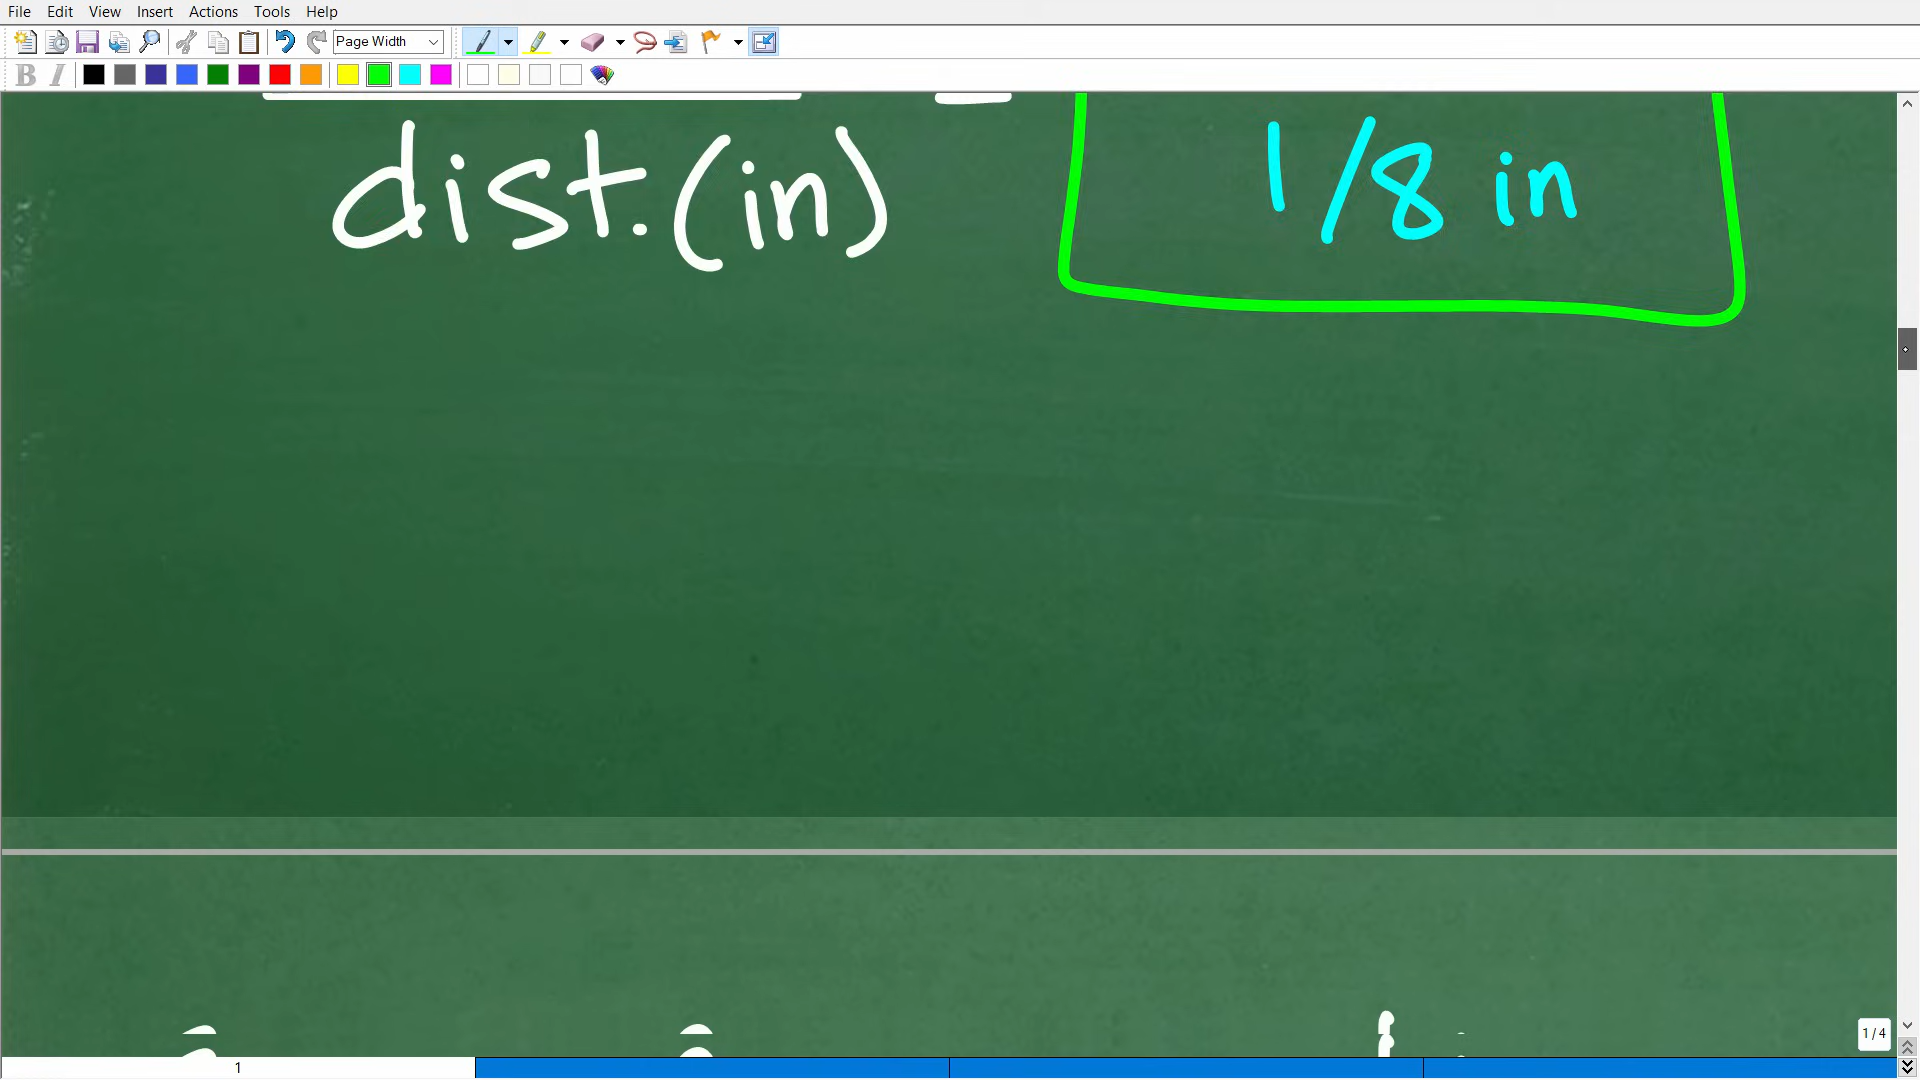 File Edit View Insert Actions Tools Help
Page Width
B I
dist. (in)
1/8 in
1/4
1